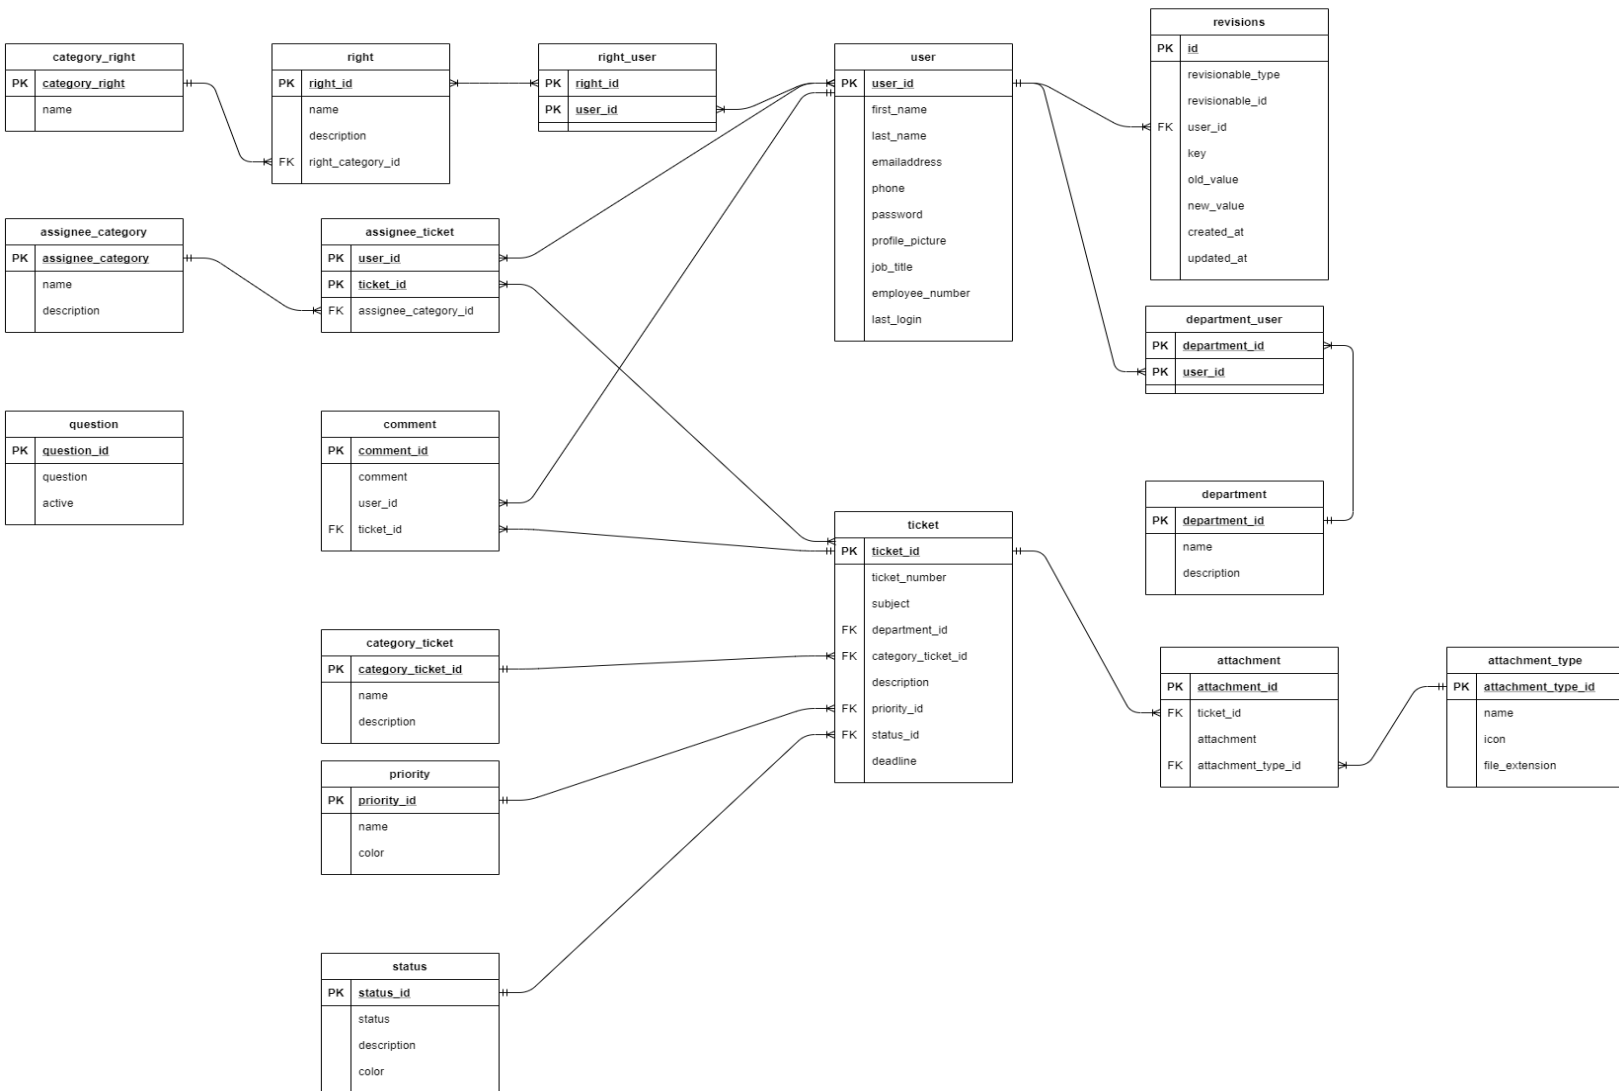 category_right
PK category_right
name
right
PK right_id
name
description
FK right_category_id
right_user
PK right_id
PK user_id
user
PK user_id
first_name
last_name
emailaddress
phone
password
profile_picture
job_title
employee_number
last_login
revisions
PK id
revisionable_type
revisionable_id
FK user_id
key
old_value
new_value
created_at
updated_at
assignee_category
PK assignee_category
name
description
assignee_ticket
PK user_id
PK ticket_id
FK assignee_category_id
department_user
PK department_id
PK user_id
question
PK question_id
question
active
comment
PK comment_id
comment
user_id
FK ticket_id
department
PK department_id
name
description
ticket
PK ticket_id
ticket_number
subject
FK department_id
FK category_ticket_id
description
FK priority_id
FK status_id
deadline
category_ticket
PK category_ticket_id
name
description
attachment
PK attachment_id
FK ticket_id
attachment
FK attachment_type_id
attachment_type
PK attachment_type_id
name
icon
file_extension
priority
PK priority_id
name
color
status
PK status_id
status
description
color